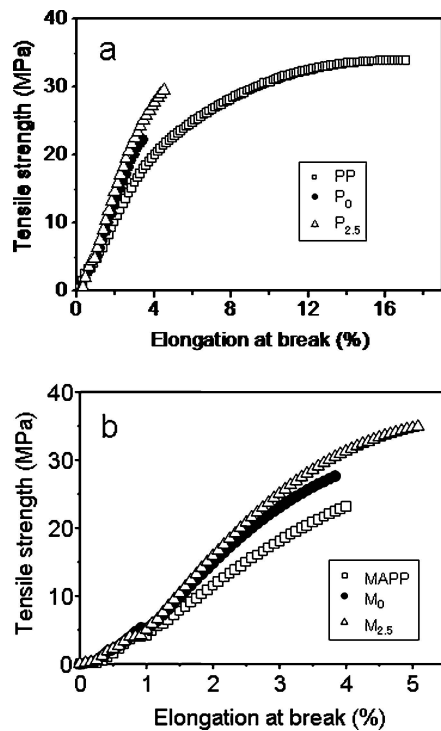 a
Tensile strength (MPa)
40
30
20
10
0
0 4 8 12 16
Elongation at break (%)
PP
P0
P2.5
b
Tensile strength (MPa)
40
30
20
10
0
0 1 2 3 4 5
Elongation at break (%)
MAPP
M0
M2.5